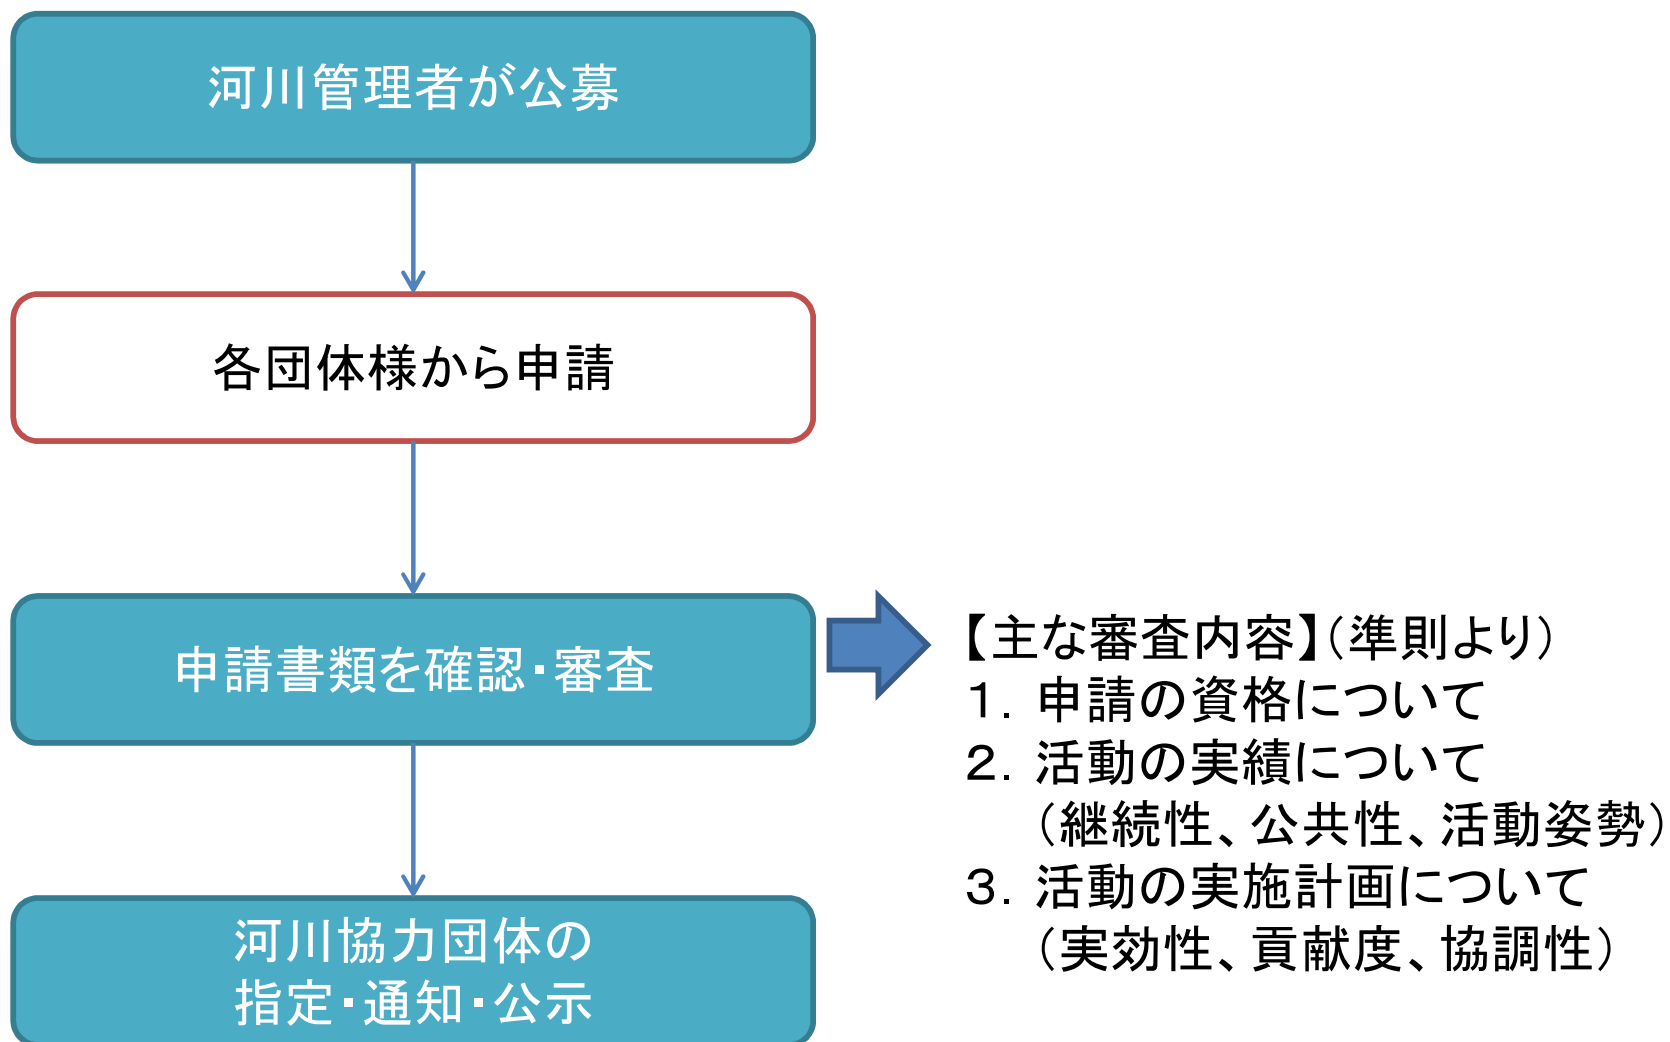 河川管理者が公募
各団体様から申請
申請書類を確認・審査
【主な審査内容】（準則より）
１．申請の資格について
２．活動の実績について
（継続性、公共性、活動姿勢）
３．活動の実施計画について
（実効性、貢献度、協調性）
河川協力団体の
指定・通知・公示